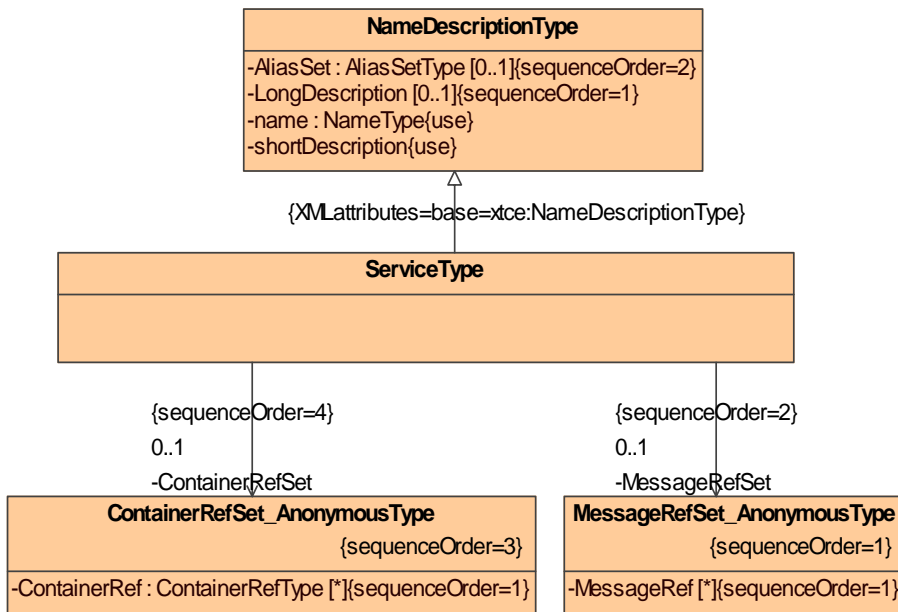 NameDescriptionType
-AliasSet : AliasSetType [0..1]{sequenceOrder=2}
-LongDescription [0..1]{sequenceOrder=1}
-name : NameType{use}
-shortDescription{use}
{XMLattributes=base=xtce:NameDescriptionType}
ServiceType
{sequenceOrder=4}
0..1
-ContainerRefSet
{sequenceOrder=2}
0..1
-MessageRefSet
ContainerRefSet_AnonymousType
{sequenceOrder=3}
-ContainerRef : ContainerRefType [*]{sequenceOrder=1}
MessageRefSet_AnonymousType
{sequenceOrder=1}
-MessageRef [*]{sequenceOrder=1}